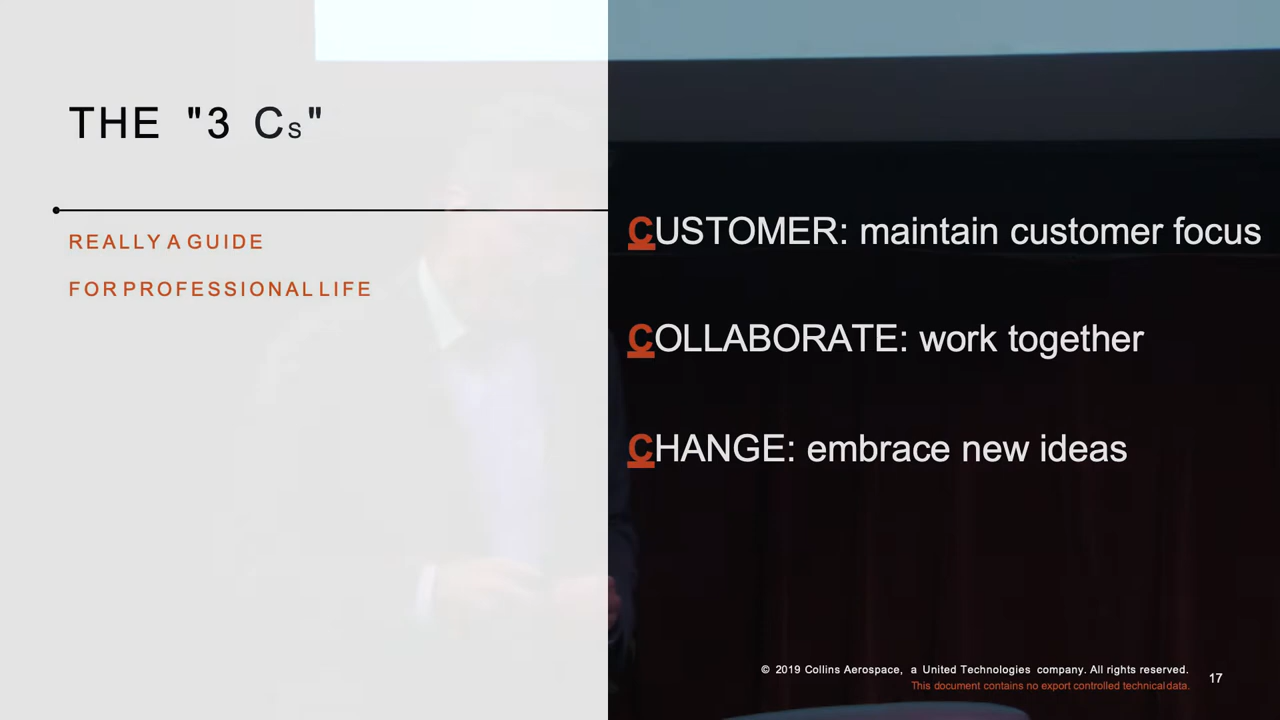 THE "3 Cs"
REALLY A GUIDE
FOR PROFESSIONAL LIFE
CUSTOMER: maintain customer focus
COLLABORATE: work together
CHANGE: embrace new ideas
© 2019 Collins Aerospace, a United Technologies company. All rights reserved.
This document contains no export controlled technical data.
17